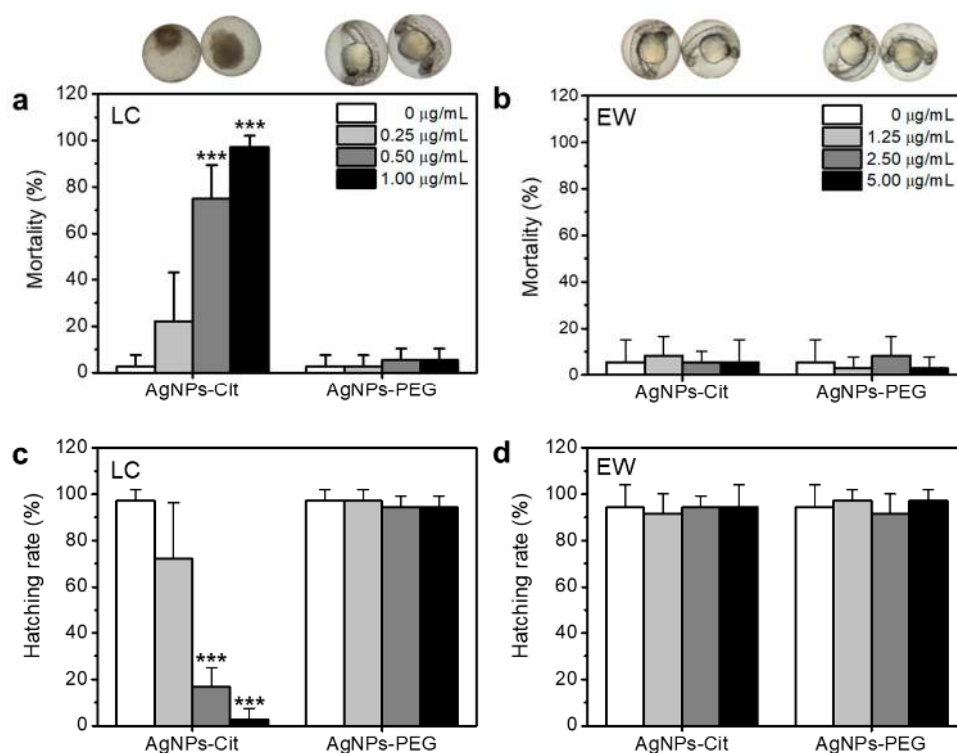 a
LC
120
100
80
60
40
20
0
Mortality (%)
***
***
0 μg/mL
0.25 μg/mL
0.50 μg/mL
1.00 μg/mL
AgNPs-Cit
AgNPs-PEG
b
EW
120
100
80
60
40
20
0
Mortality (%)
0 μg/mL
1.25 μg/mL
2.50 μg/mL
5.00 μg/mL
AgNPs-Cit
AgNPs-PEG
c
LC
120
100
80
60
40
20
0
Hatching rate (%)
***
***
AgNPs-Cit
AgNPs-PEG
d
EW
120
100
80
60
40
20
0
Hatching rate (%)
AgNPs-Cit
AgNPs-PEG